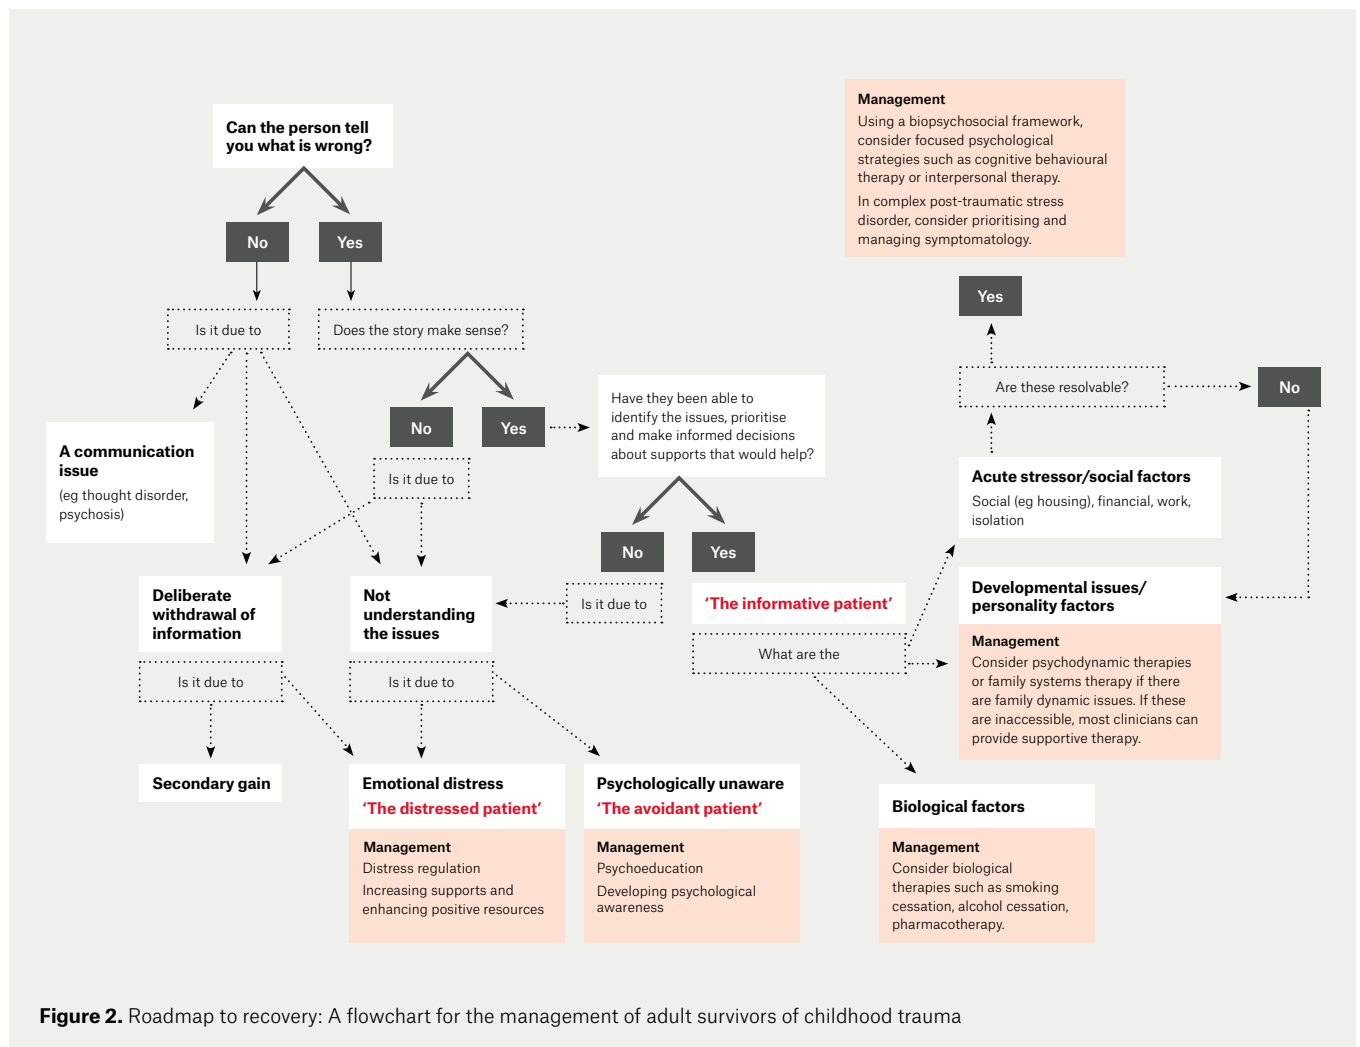 Can the person tell
you what is wrong?
No
Yes
Is it due to
Does the story make sense?
A communication
issue
(eg thought disorder,
psychosis)
No
Yes
Is it due to
Have they been able to
identify the issues, prioritise
and make informed decisions
about supports that would help?
No
Yes
Is it due to
Deliberate
withdrawal of
information
Is it due to
Not
understanding
the issues
Is it due to
Secondary gain
Emotional distress
‘The distressed patient’
Management
Distress regulation
Increasing supports and
enhancing positive resources
Psychologically unaware
‘The avoidant patient’
Management
Psychoeducation
Developing psychological
awareness
‘The informative patient’
What are the
Management
Using a biopsychosocial framework,
consider focused psychological
strategies such as cognitive behavioural
therapy or interpersonal therapy.
In complex post-traumatic stress
disorder, consider prioritising and
managing symptomatology.
Yes
Are these resolvable?
No
Acute stressor/social factors
Social (eg housing), financial, work,
isolation
Developmental issues/
personality factors
Management
Consider psychodynamic therapies
or family systems therapy if there
are family dynamic issues. If these
are inaccessible, most clinicians can
provide supportive therapy.
Biological factors
Management
Consider biological
therapies such as smoking
cessation, alcohol cessation,
pharmacotherapy.
Figure 2. Roadmap to recovery: A flowchart for the management of adult survivors of childhood trauma